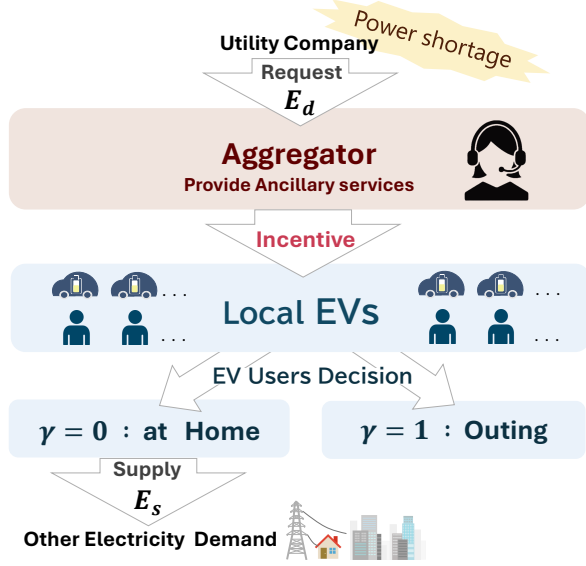 Power shortage
Utility Company
Request
E_d
Aggregator
Provide Ancillary services
Incentive
. . .
. . .
Local EVs
. . .
. . .
EV Users Decision
γ = 0 : at Home
γ = 1 : Outing
Supply
E_s
Other Electricity Demand